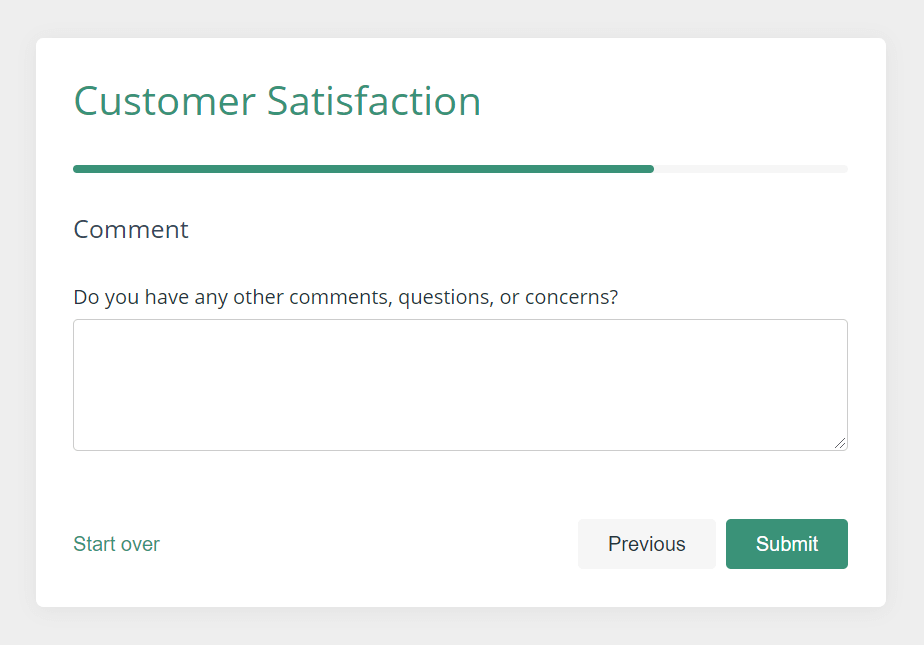 Customer Satisfaction
Comment
Do you have any other comments, questions, or concerns?
Start over
Previous
Submit